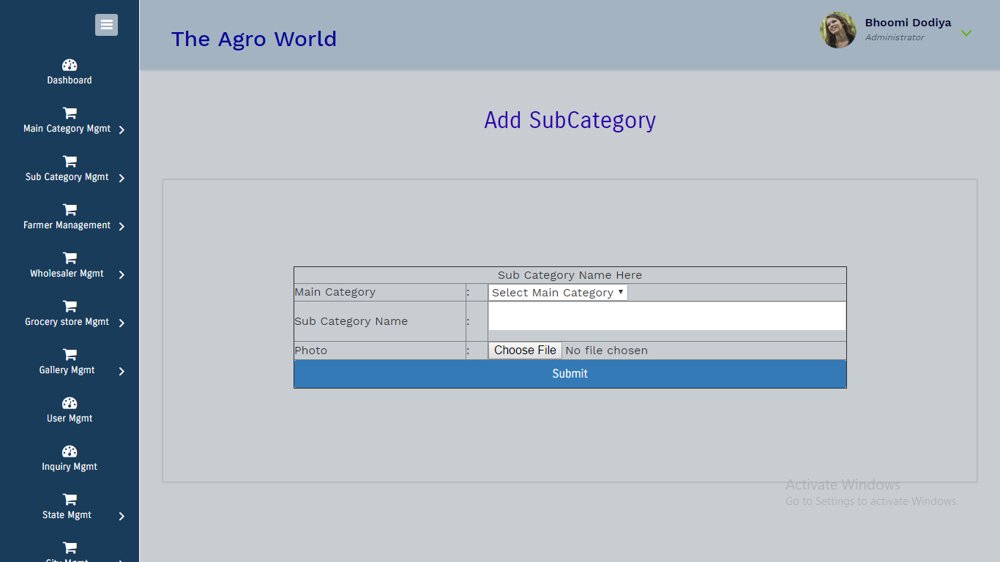 The Agro World
Bhoomi Dodiya
Administrator
Dashboard
Main Category Mgmt
Sub Category Mgmt
Farmer Management
Wholesaler Mgmt
Grocery store Mgmt
Gallery Mgmt
User Mgmt
Inquiry Mgmt
State Mgmt
City Mgmt
Add SubCategory
Sub Category Name Here
Main Category : Select Main Category
Sub Category Name :
Photo : Choose File No file chosen
Submit
Activate Windows
Go to Settings to activate Windows.